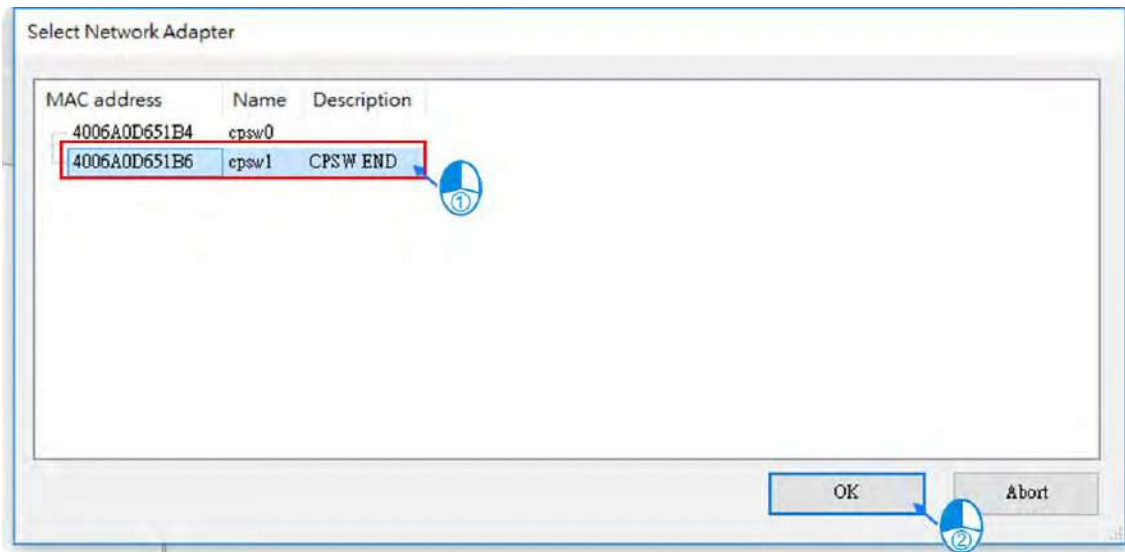 Select Network Adapter
MAC address Name Description
4006A0D651B4 cpsw0
4006A0D651B6 cpsw1 CPSW END
①
OK Abort
②